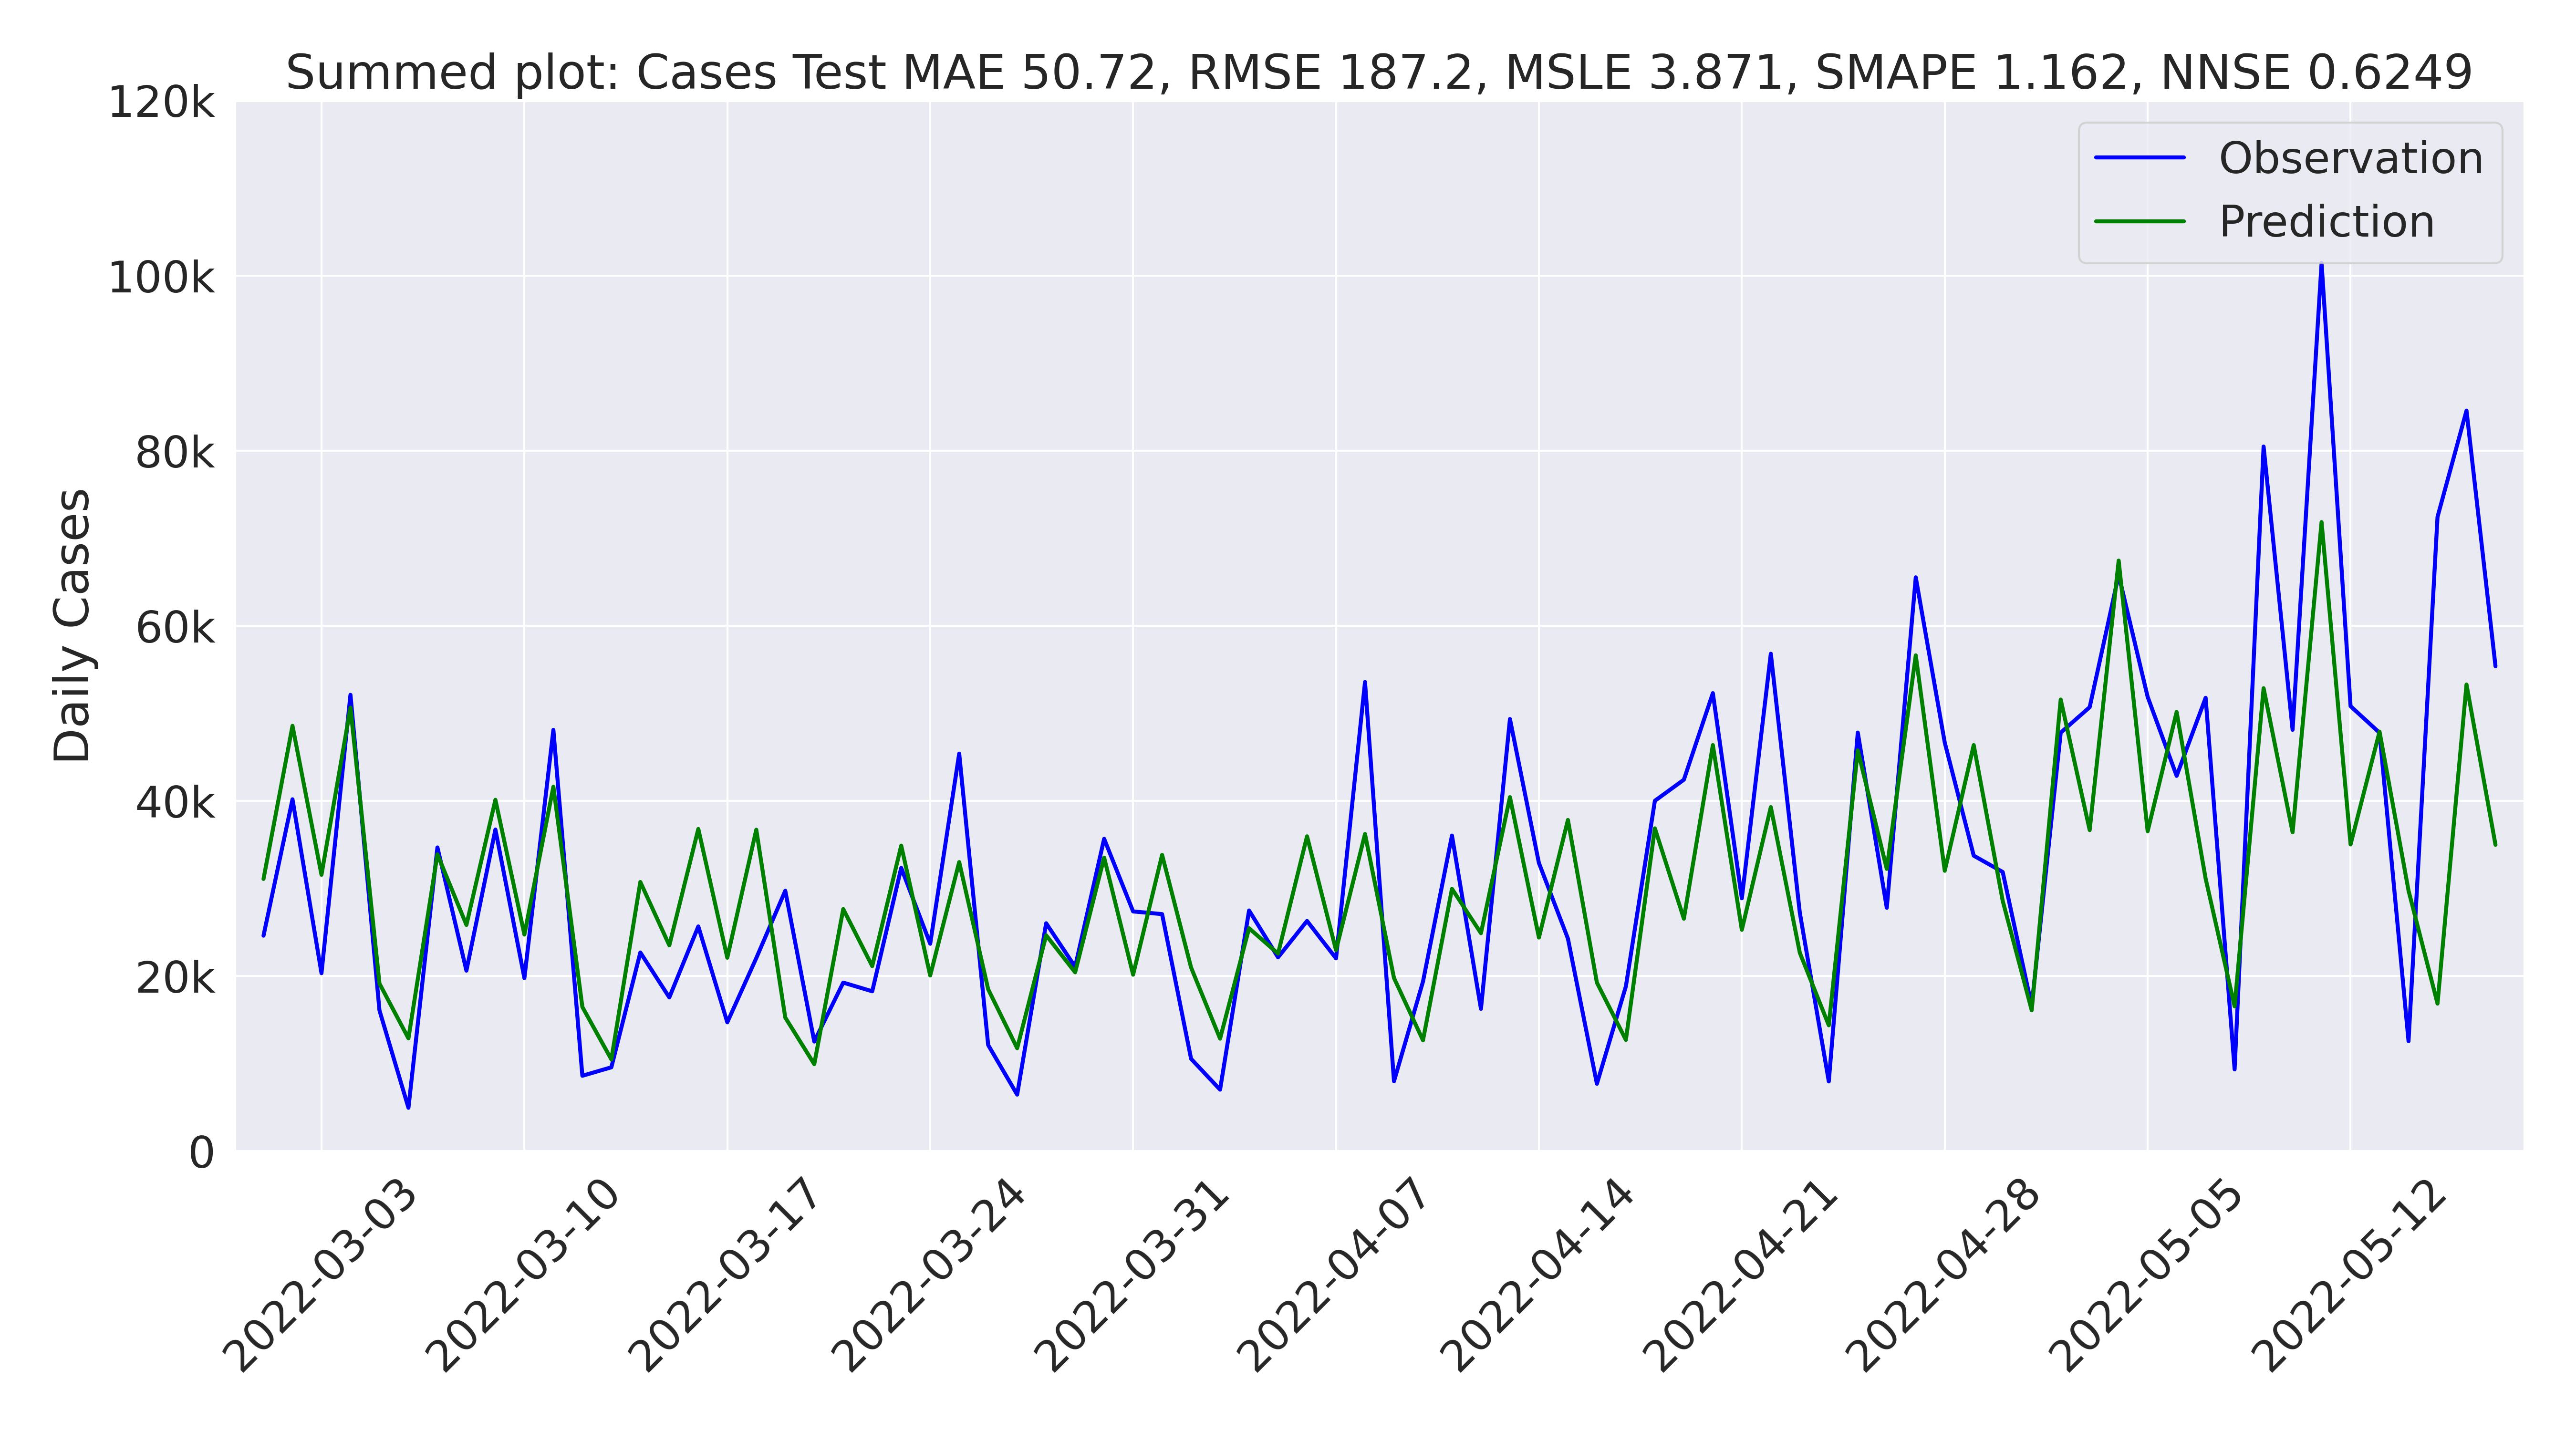 Summed plot: Cases Test MAE 50.72, RMSE 187.2, MSLE 3.871, SMAPE 1.162, NNSE 0.6249
120k
100k
80k
60k
40k
20k
0
Daily Cases
Observation
Prediction
2022-03-03
2022-03-10
2022-03-17
2022-03-24
2022-03-31
2022-04-07
2022-04-14
2022-04-21
2022-04-28
2022-05-05
2022-05-12